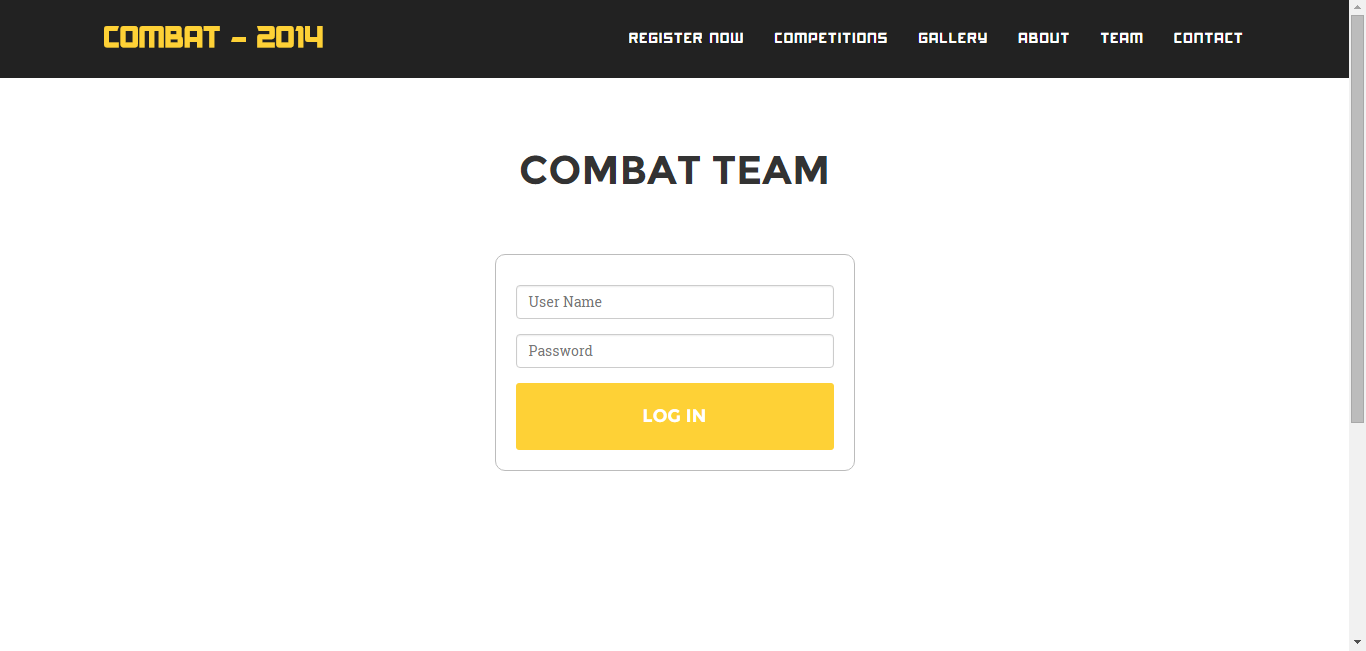 COMBAT - 2014
REGISTER NOW COMPETITIONS GALLERY ABOUT TEAM CONTACT
COMBAT TEAM
User Name
Password
LOG IN